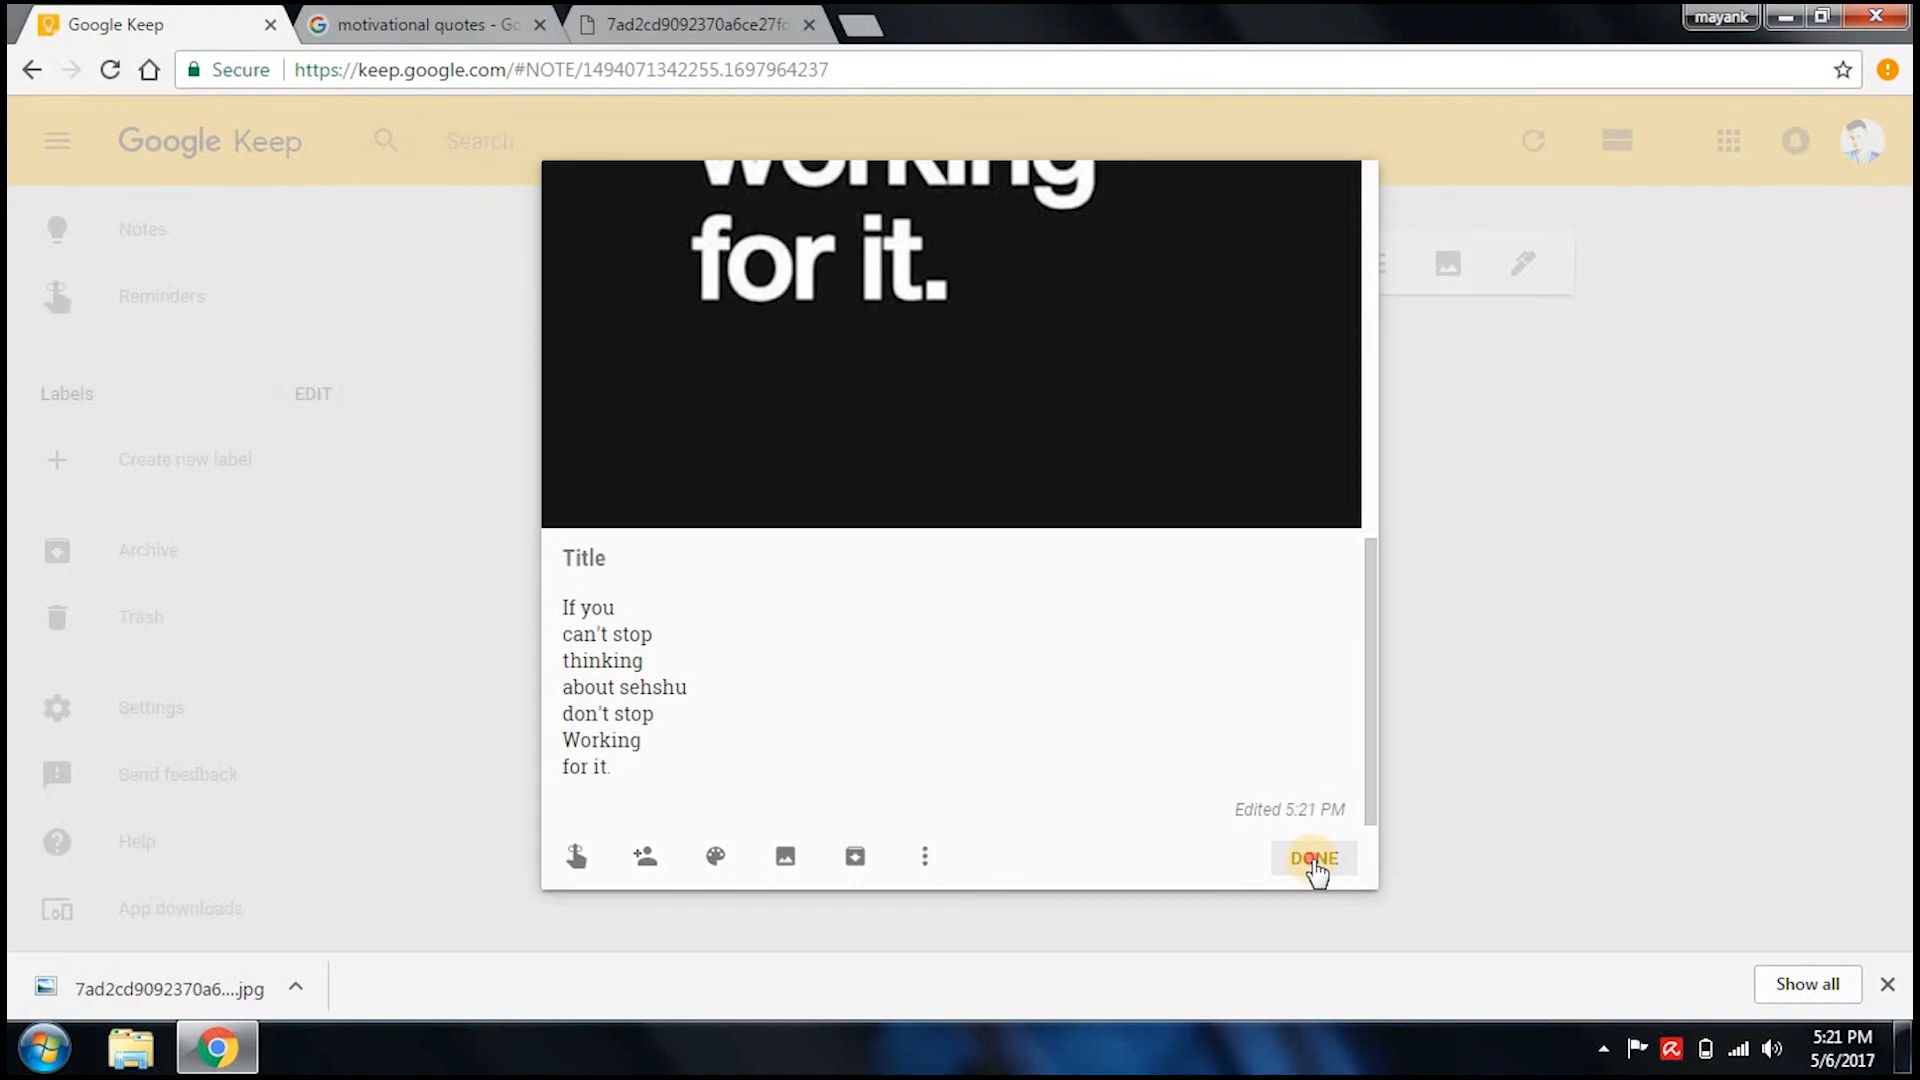 Google Keep
motivational quotes - Go
7ad2cd9092370a6ce27fd
mayank
Secure
https://keep.google.com/#NOTE/1494071342255.1697964237
Google Keep
Search
working
for it.
Notes
Reminders
Labels
EDIT
Create new label
Archive
Trash
Settings
Send feedback
Help
App downloads
Title
If you
can't stop
thinking
about sehshu
don't stop
Working
for it.
Edited 5:21 PM
DONE
7ad2cd9092370a6....jpg
Show all
5:21 PM
5/6/2017